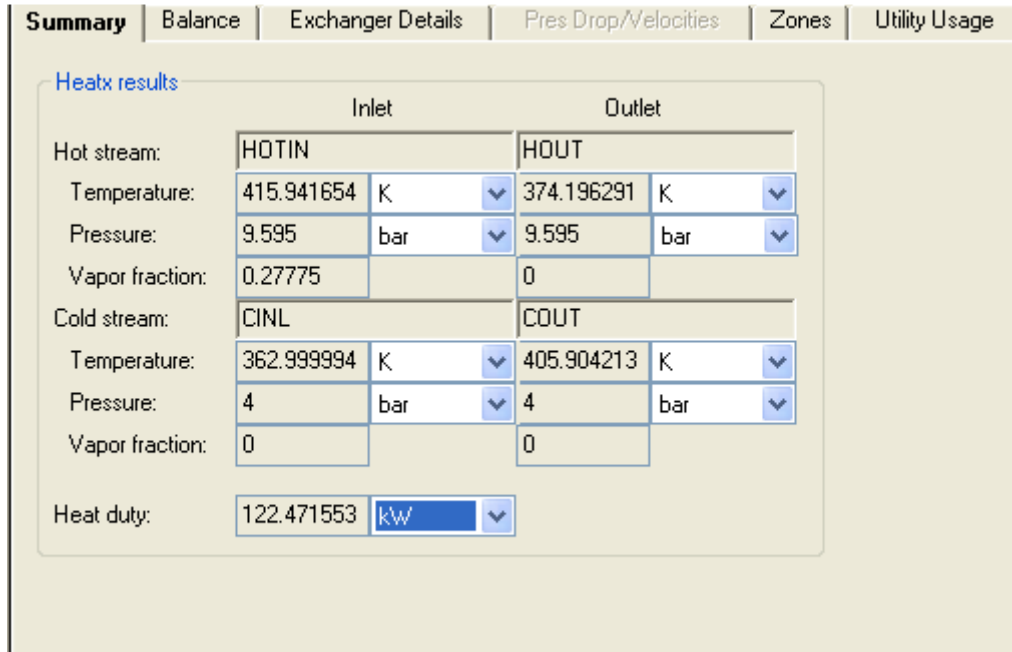 Summary Balance Exchanger Details Pres Drop/Velocities Zones Utility Usage
Heatx results
Inlet Outlet
Hot stream: HOTIN HOUT
Temperature: 415.941654 K 374.196291 K
Pressure: 9.595 bar 9.595 bar
Vapor fraction: 0.27775 0
Cold stream: CINL COUT
Temperature: 362.999994 K 405.904213 K
Pressure: 4 bar 4 bar
Vapor fraction: 0 0
Heat duty: 122.471553 kW